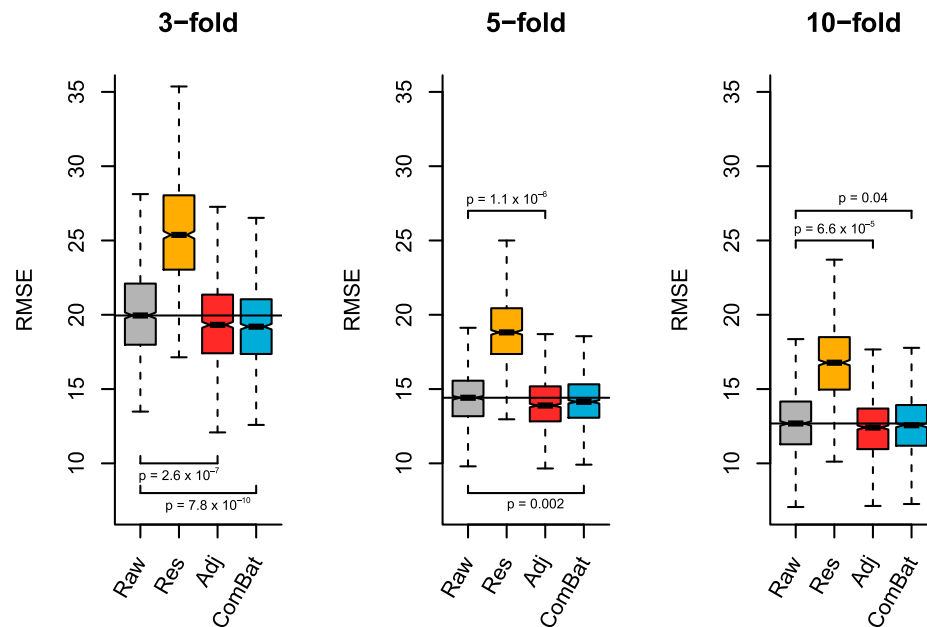 3−fold
5−fold
10−fold
RMSE
35
30
25
20
15
10
p = 2.6 x 10⁻⁷
p = 7.8 x 10⁻¹⁰
Raw
Res
Adj
ComBat
RMSE
35
30
25
20
15
10
p = 1.1 x 10⁻⁶
p = 0.002
Raw
Res
Adj
ComBat
RMSE
35
30
25
20
15
10
p = 0.04
p = 6.6 x 10⁻⁵
Raw
Res
Adj
ComBat